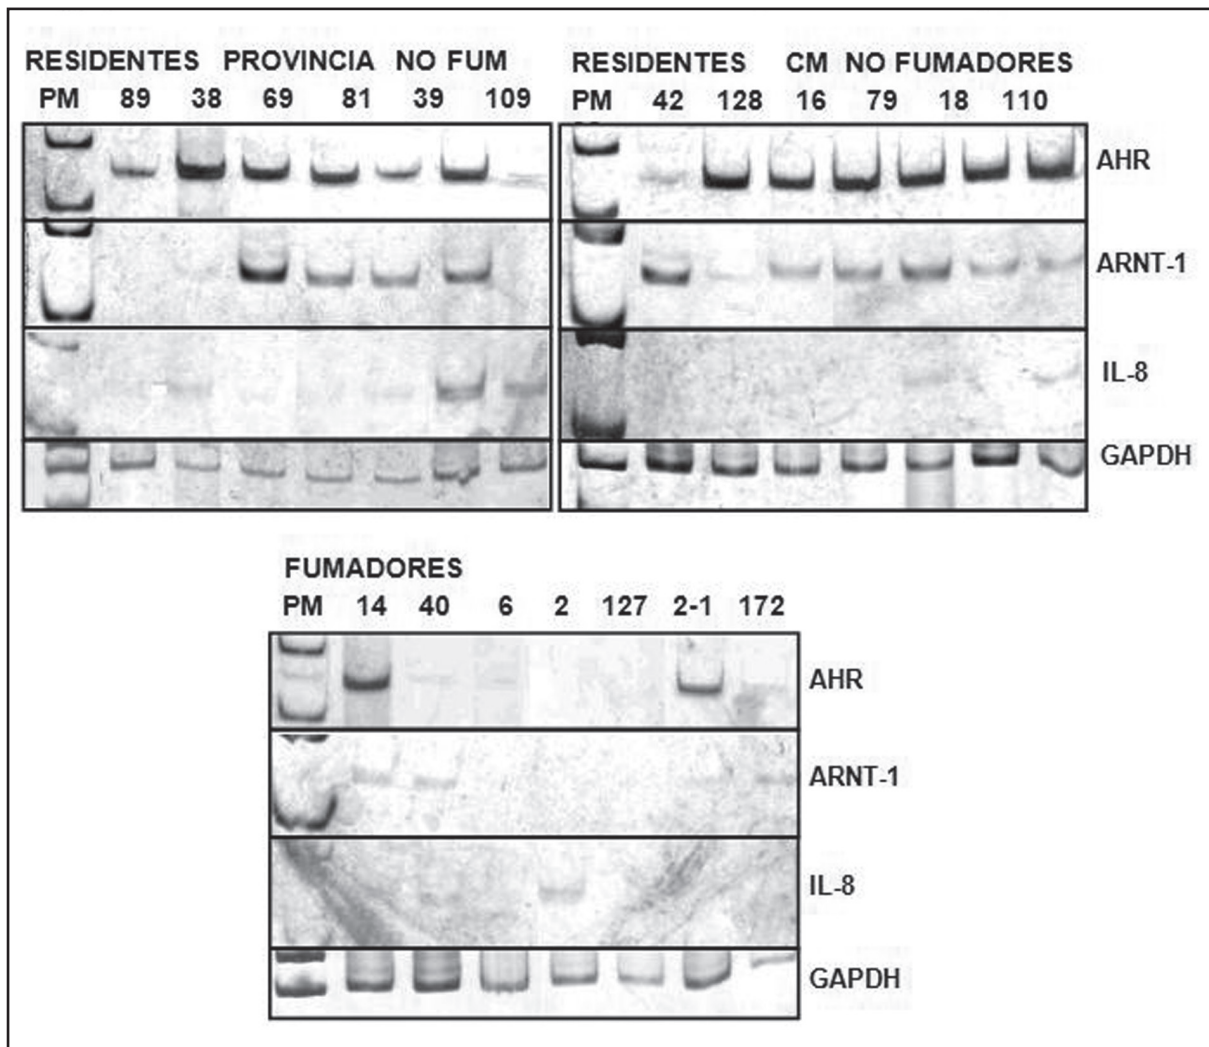 RESIDENTES PROVINCIA NO FUM
PM 89 38 69 81 39 109
RESIDENTES CM NO FUMADORES
PM 42 128 16 79 18 110
AHR
ARNT-1
IL-8
GAPDH
FUMADORES
PM 14 40 6 2 127 2-1 172
AHR
ARNT-1
IL-8
GAPDH